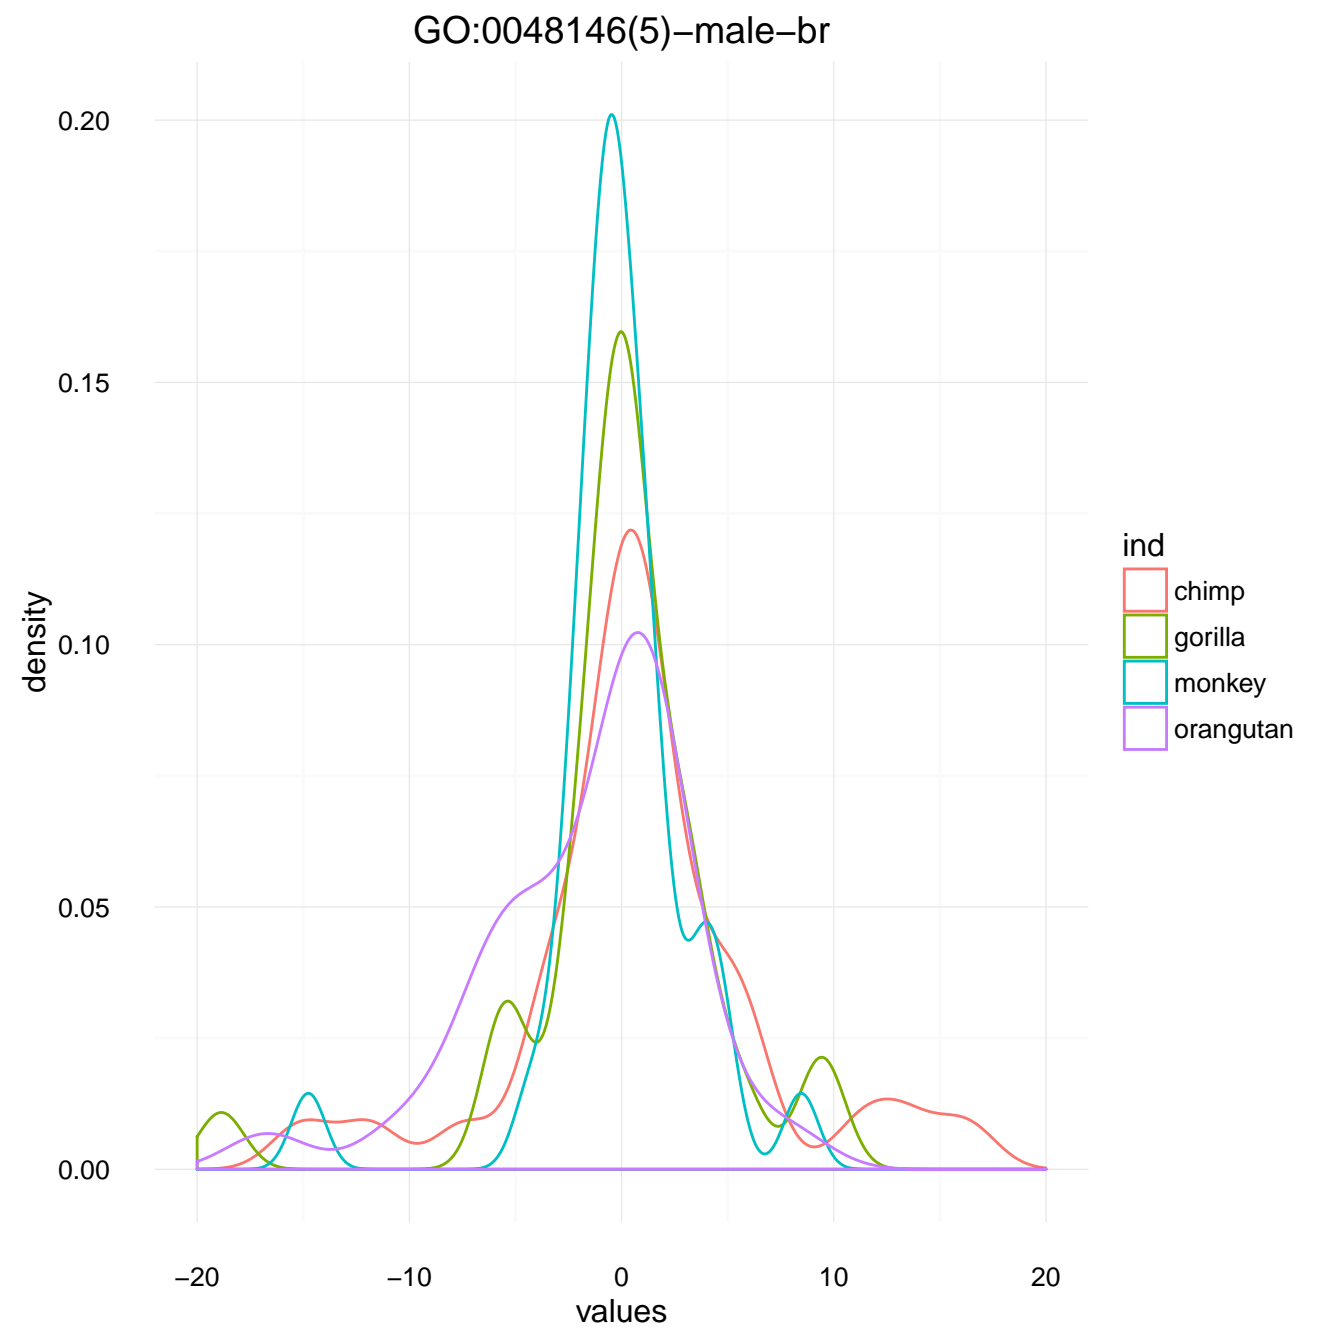 GO:0048146(5)−male−br
0.20
0.15
0.10
0.05
0.00
density
−20 −10 0 10 20
values
ind
chimp
gorilla
monkey
orangutan